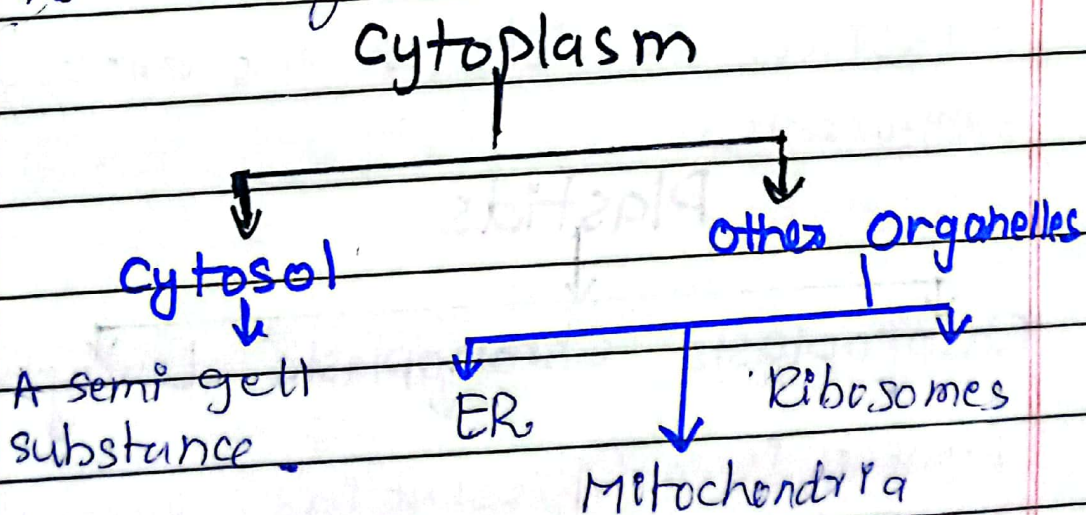 Cytoplasm
Cytosol
Other Organelles
A semi gell
substance.
ER
Ribosomes
Mitochondria